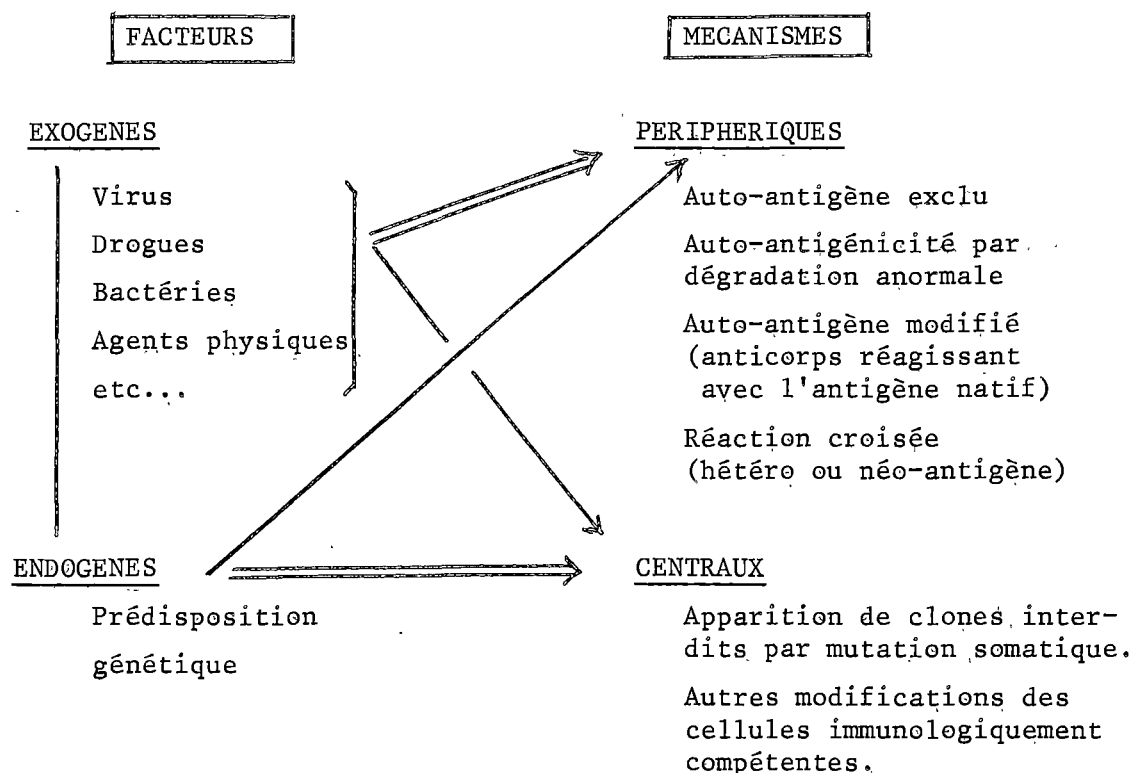 FACTEURS
MECANISMES
EXOGENES
Virus
Drogues
Bactéries
Agents physiques
etc...
PERIPHERIQUES
Auto-antigène exclu
Auto-antigénicité par
dégradation anormale
Auto-antigène modifié
(anticorps réagissant
avec l'antigène natif)
Réaction croisée
(hétéro ou néo-antigène)
ENDOGENES
Prédisposition
génétique
CENTRAUX
Apparition de clones inter-
dits par mutation somatique.
Autres modifications des
cellules immunologiquement
compétentes.